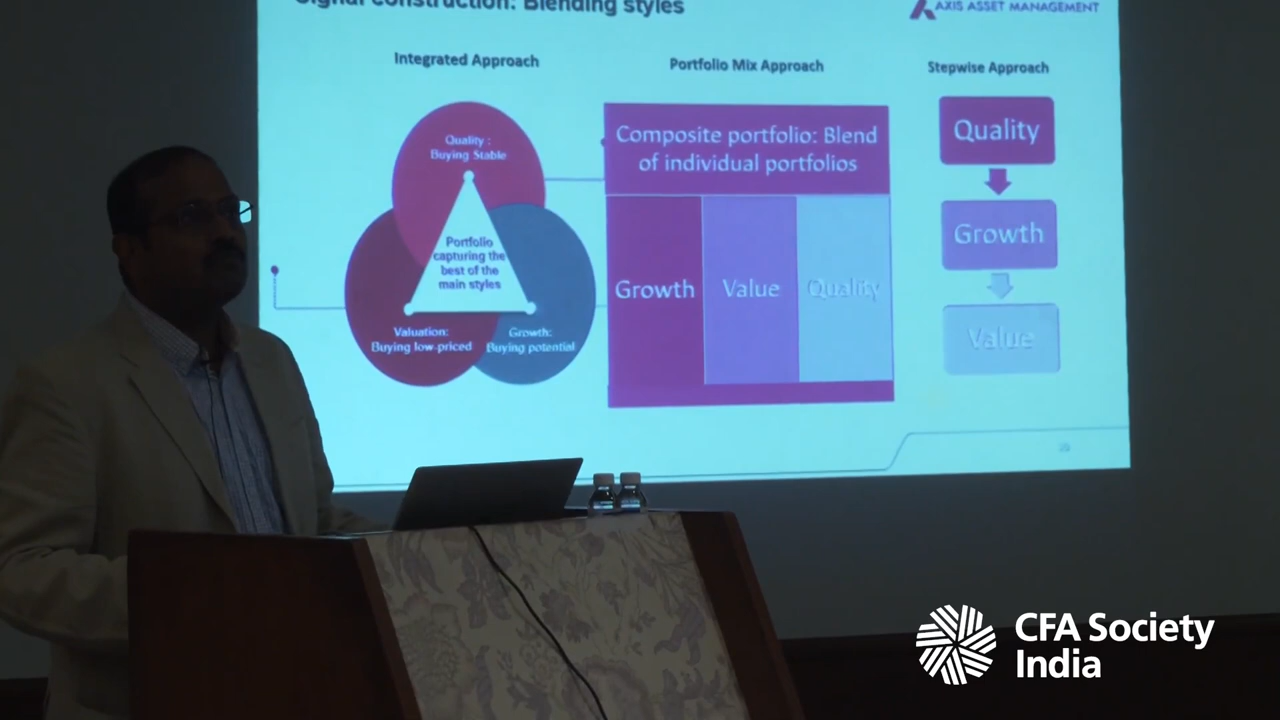 Signal construction: Blending styles
AXIS ASSET MANAGEMENT
Integrated Approach
Quality :
Buying Stable
Portfolio
capturing the
best of the
main styles
Valuation:
Buying low-priced
Growth:
Buying potential
Portfolio Mix Approach
Composite portfolio: Blend
of individual portfolios
Growth
Value
Quality
Stepwise Approach
Quality
Growth
Value
CFA Society
India